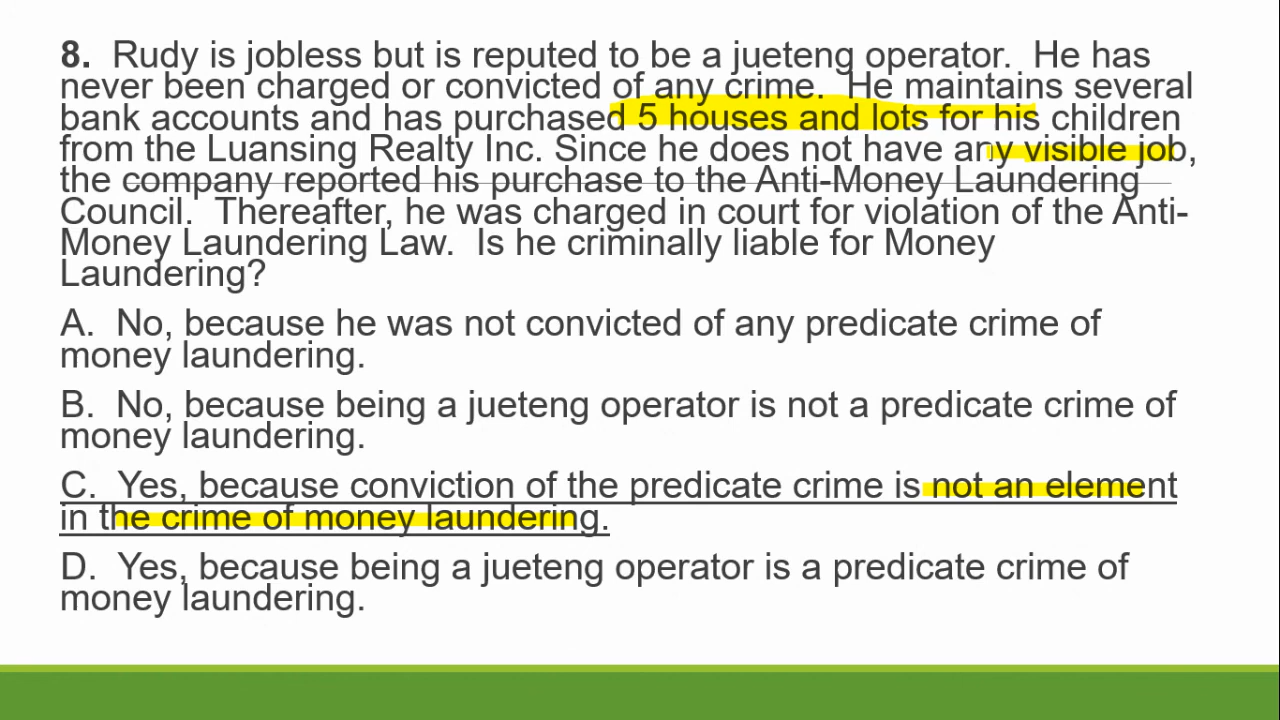 8. Rudy is jobless but is reputed to be a jueteng operator. He has
never been charged or convicted of any crime. He maintains several
bank accounts and has purchased 5 houses and lots for his children
from the Luansing Realty Inc. Since he does not have any visible job,
the company reported his purchase to the Anti-Money Laundering
Council. Thereafter, he was charged in court for violation of the Anti-
Money Laundering Law. Is he criminally liable for Money
Laundering?
A. No, because he was not convicted of any predicate crime of
money laundering.
B. No, because being a jueteng operator is not a predicate crime of
money laundering.
C. Yes, because conviction of the predicate crime is not an element
in the crime of money laundering.
D. Yes, because being a jueteng operator is a predicate crime of
money laundering.